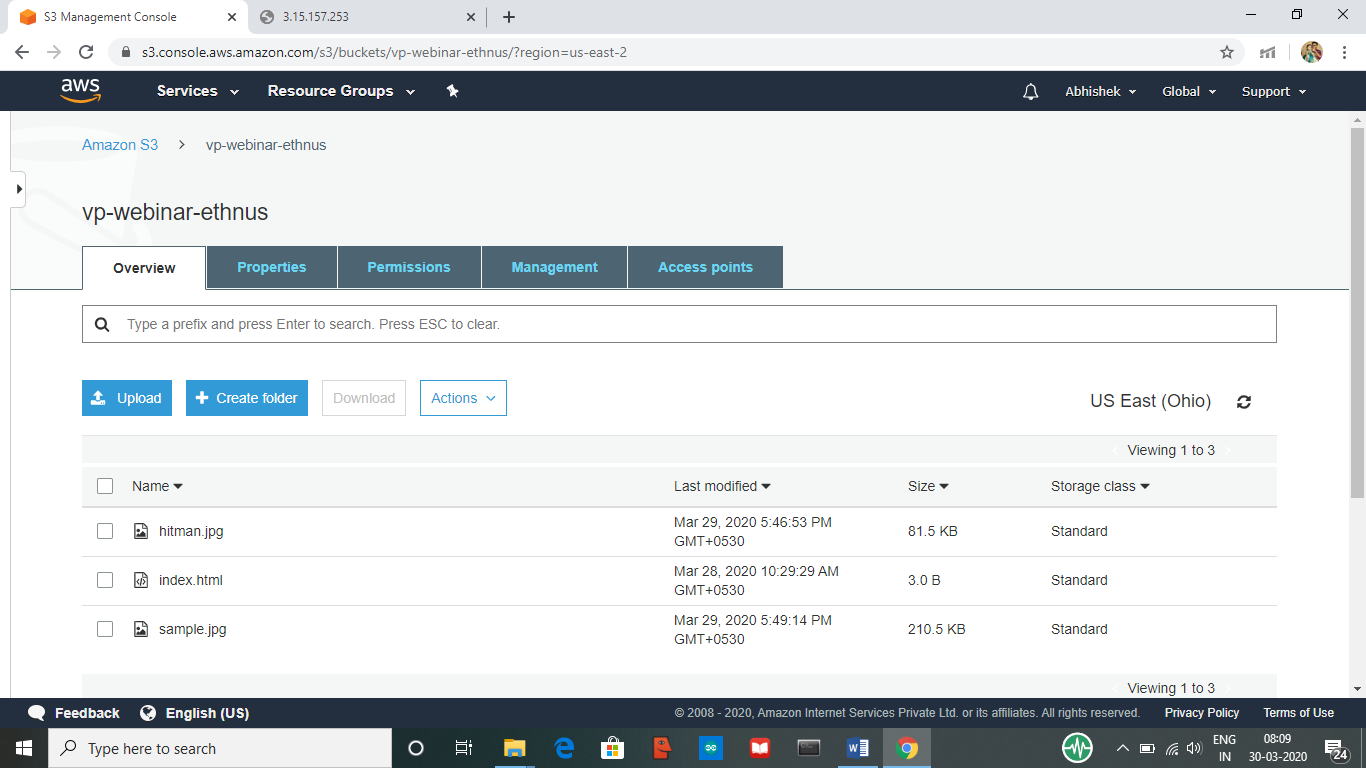 S3 Management Console
3.15.157.253
s3.console.aws.amazon.com/s3/buckets/vp-webinar-ethnus/?region=us-east-2
aws
Services
Resource Groups
Abhishek
Global
Support
Amazon S3 > vp-webinar-ethnus
vp-webinar-ethnus
Overview
Properties
Permissions
Management
Access points
Type a prefix and press Enter to search. Press ESC to clear.
Upload
Create folder
Download
Actions
US East (Ohio)
Viewing 1 to 3
Name
Last modified
Size
Storage class
hitman.jpg
Mar 29, 2020 5:46:53 PM
GMT+0530
81.5 KB
Standard
index.html
Mar 28, 2020 10:29:29 AM
GMT+0530
3.0 B
Standard
sample.jpg
Mar 29, 2020 5:49:14 PM
GMT+0530
210.5 KB
Standard
Viewing 1 to 3
Feedback
English (US)
© 2008 - 2020, Amazon Internet Services Private Ltd. or its affiliates. All rights reserved.
Privacy Policy
Terms of Use
Type here to search
ENG
IN
08:09
30-03-2020
24